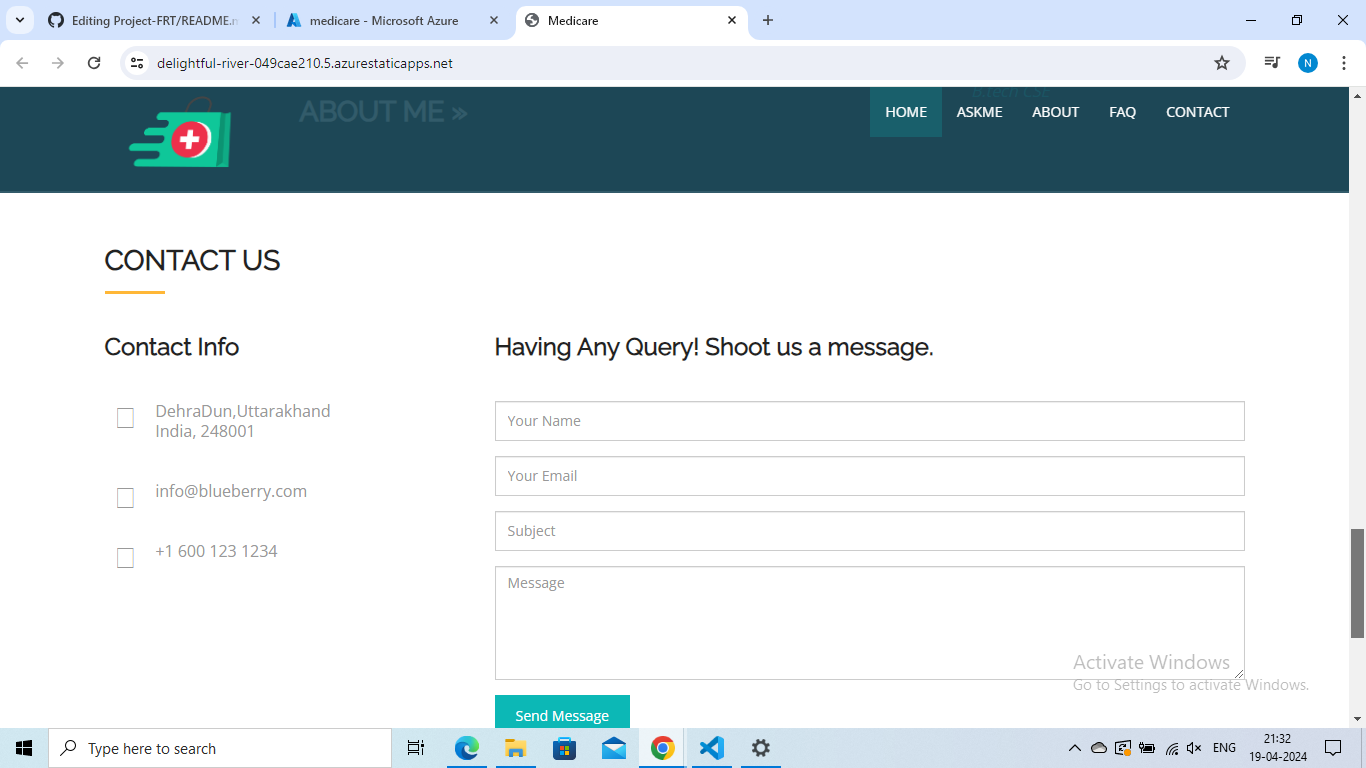 Editing Project-FRT/README.m
medicare - Microsoft Azure
Medicare
delightful-river-049cae210.5.azurestaticapps.net
N
ABOUT ME »
B.tech CSE
HOME
ASKME
ABOUT
FAQ
CONTACT
CONTACT US
Contact Info
Having Any Query! Shoot us a message.
DehraDun,Uttarakhand
India, 248001
info@blueberry.com
+1 600 123 1234
Your Name
Your Email
Subject
Message
Send Message
Activate Windows
Go to Settings to activate Windows.
Type here to search
ENG
21:32
19-04-2024